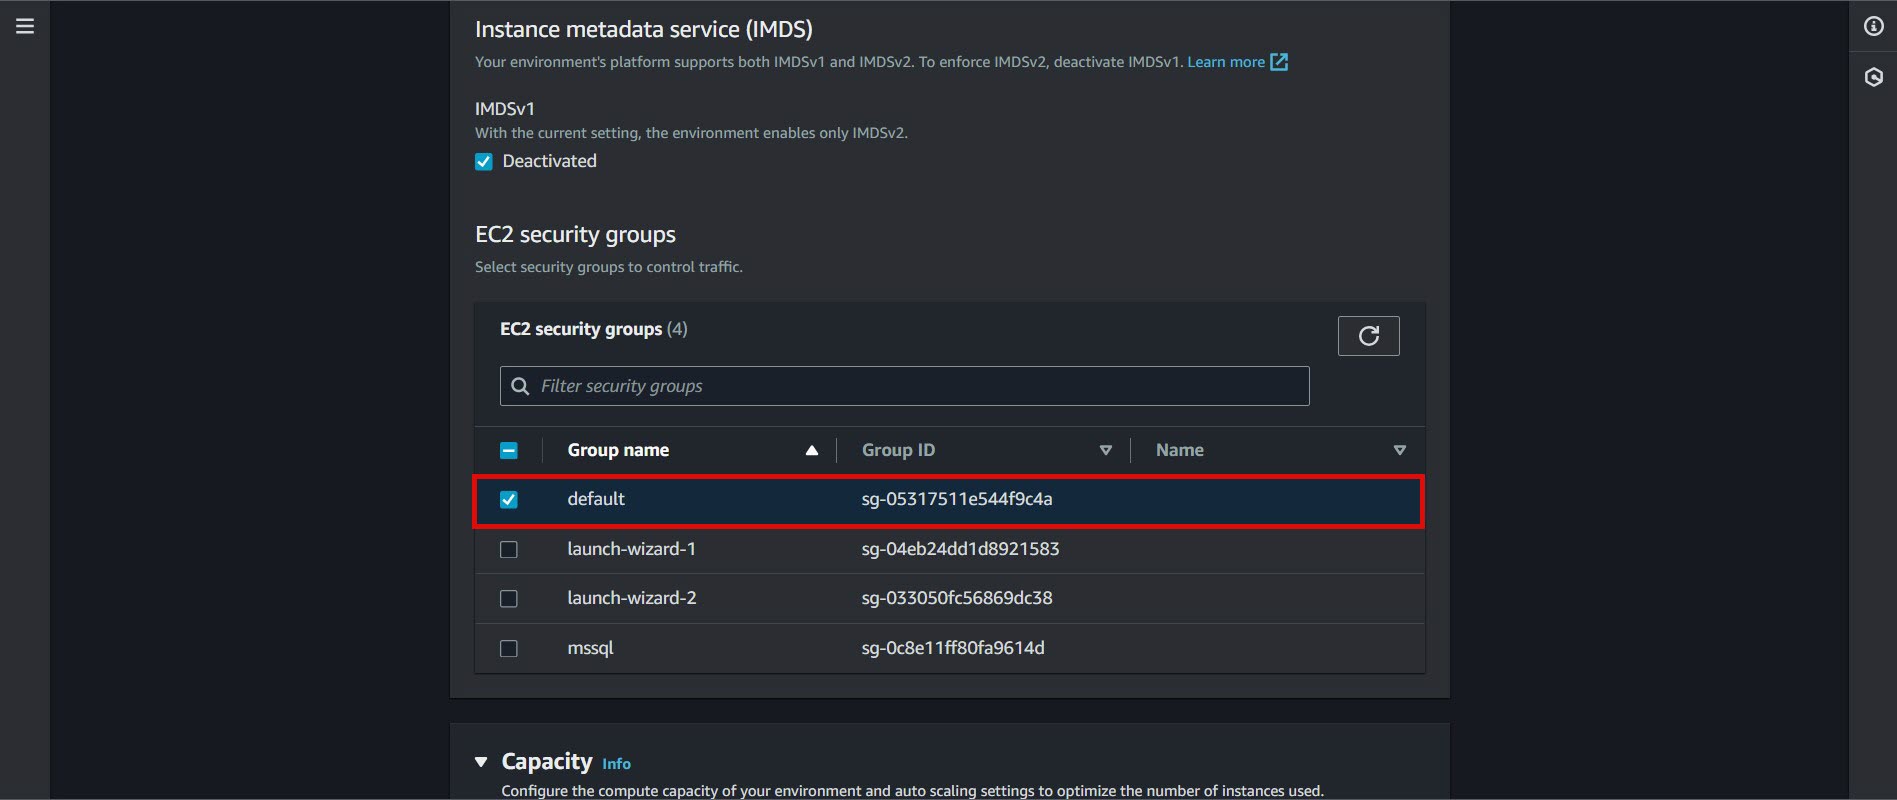 Instance metadata service (IMDS)
Your environment's platform supports both IMDSv1 and IMDSv2. To enforce IMDSv2, deactivate IMDSv1. Learn more
IMDSv1
With the current setting, the environment enables only IMDSv2.
Deactivated
EC2 security groups
Select security groups to control traffic.
EC2 security groups (4)
Filter security groups
Group name Group ID Name
default sg-05317511e544f9c4a
launch-wizard-1 sg-04eb24dd1d8921583
launch-wizard-2 sg-033050fc56869dc38
mssql sg-0c8e11ff80fa9614d
Capacity Info
Configure the compute capacity of your environment and auto scaling settings to optimize the number of instances used.